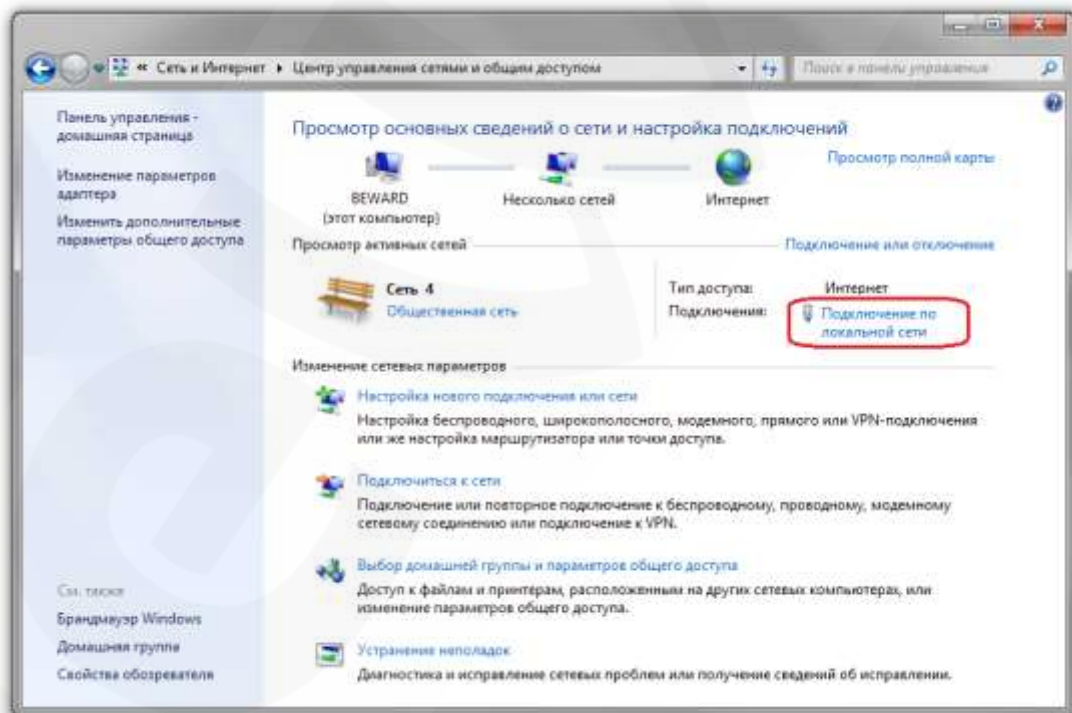 « Сеть и Интернет ▸ Центр управления сетями и общим доступом
Поиск в панели управления
Панель управления -
домашняя страница
Изменение параметров
адаптера
Изменить дополнительные
параметры общего доступа
См. также
Брандмауэр Windows
Домашняя группа
Свойства обозревателя
Просмотр основных сведений о сети и настройка подключений
Просмотр полной карты
BEWARD
(этот компьютер)
Несколько сетей
Интернет
Просмотр активных сетей
Подключение или отключение
Сеть 4
Общественная сеть
Тип доступа:
Интернет
Подключения:
Подключение по
локальной сети
Изменение сетевых параметров
Настройка нового подключения или сети
Настройка беспроводного, широкополосного, модемного, прямого или VPN-подключения
или же настройка маршрутизатора или точки доступа.
Подключиться к сети
Подключение или повторное подключение к беспроводному, проводному, модемному
сетевому соединению или подключение к VPN.
Выбор домашней группы и параметров общего доступа
Доступ к файлам и принтерам, расположенным на других сетевых компьютерах, или
изменение параметров общего доступа.
Устранение неполадок
Диагностика и исправление сетевых проблем или получение сведений об исправлении.